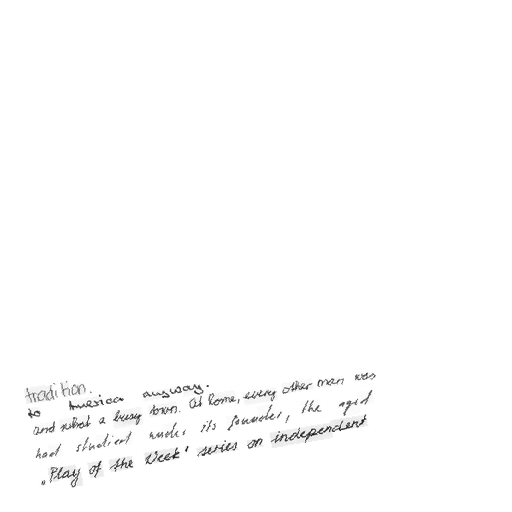 tradition.
to America anyway.
and what a busy town. At home, every other man was
had studied under its founder, the aged
"Play of the Week' series on independent